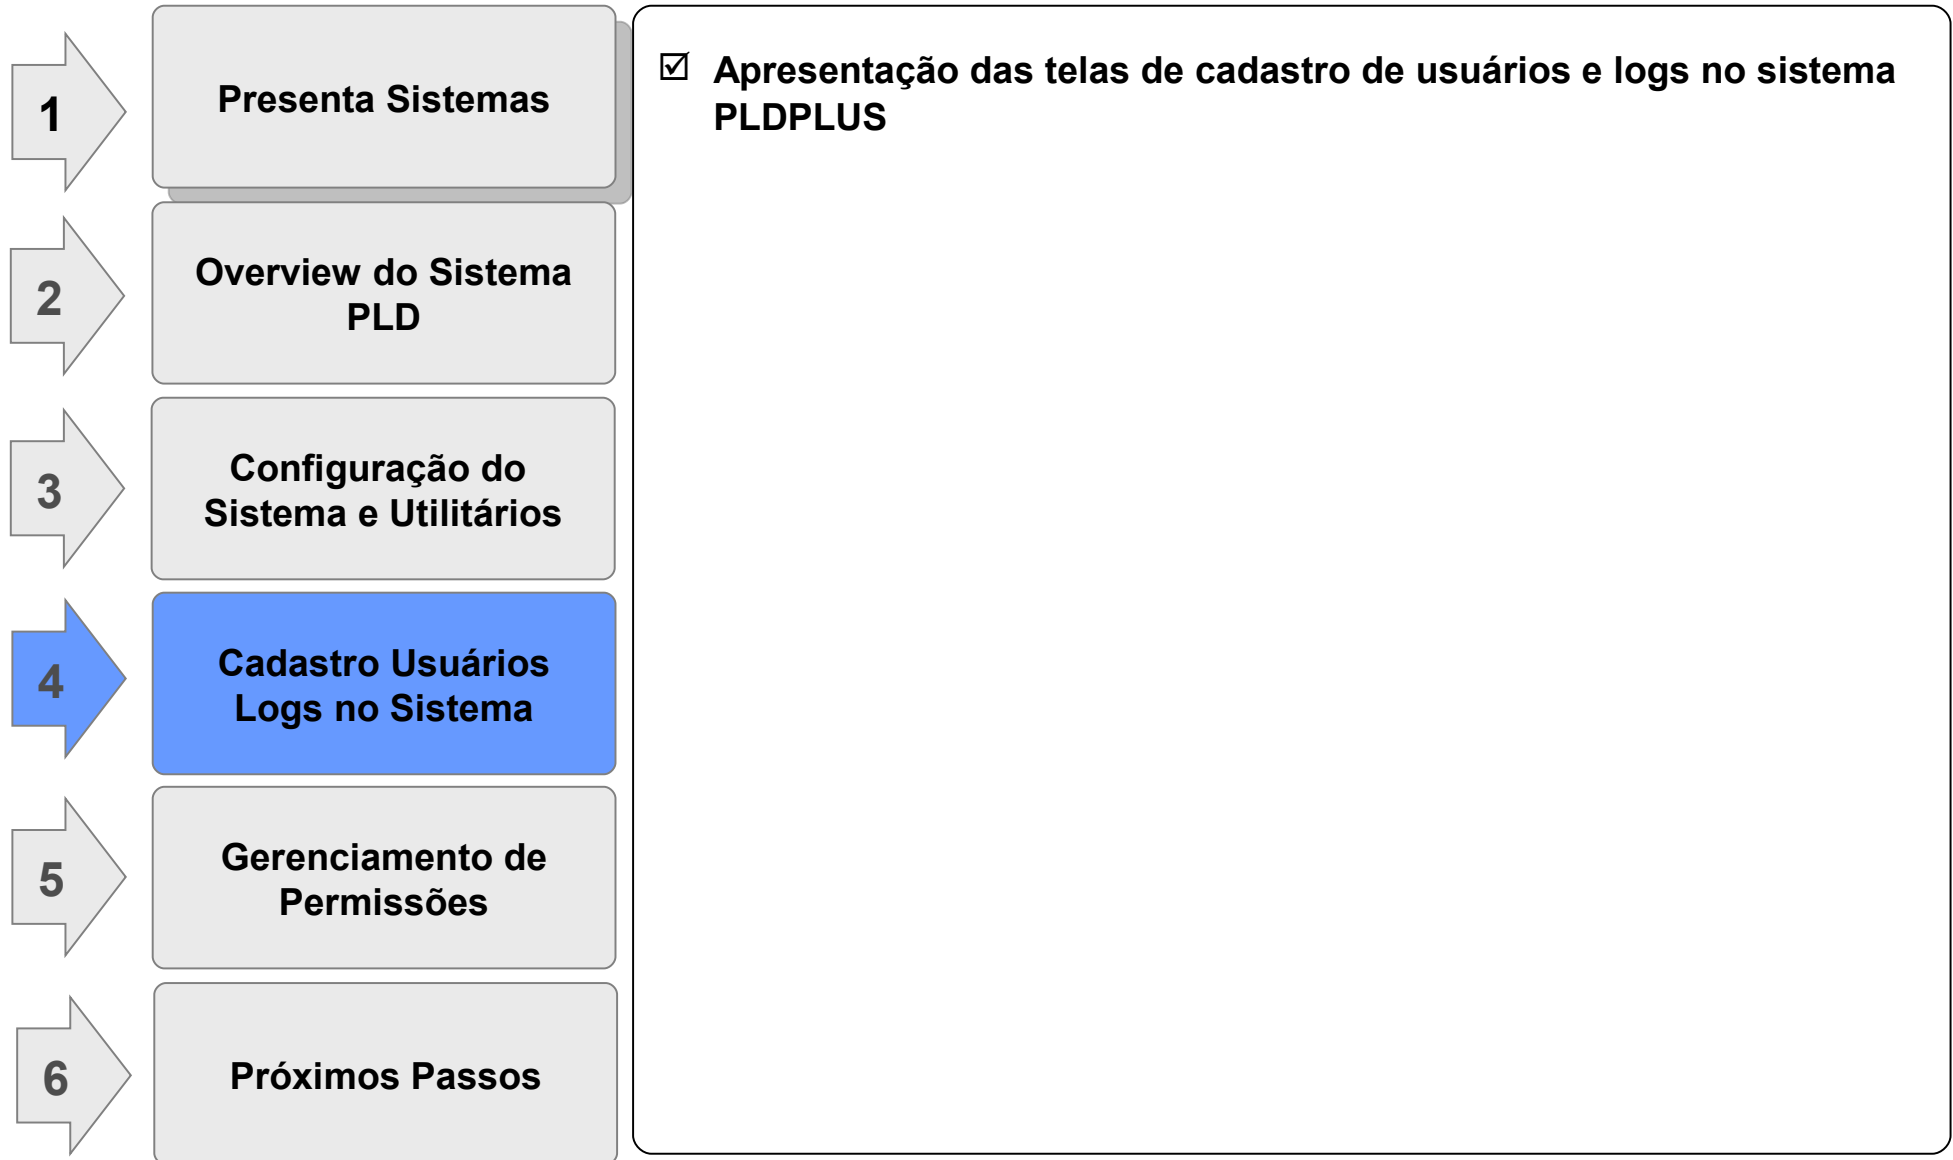 1
Presenta Sistemas
2
Overview do Sistema
PLD
3
Configuração do
Sistema e Utilitários
4
Cadastro Usuários
Logs no Sistema
5
Gerenciamento de
Permissões
6
Próximos Passos
☑ Apresentação das telas de cadastro de usuários e logs no sistema
PLDPLUS